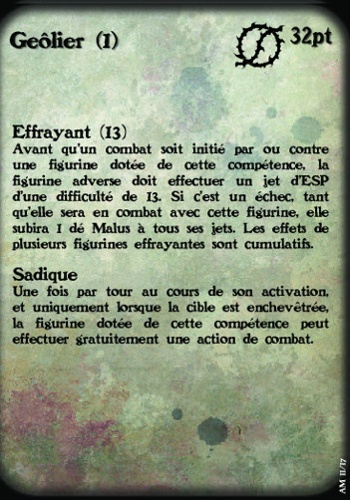 Geôlier (1)
32pt
Effrayant (13)
Avant qu'un combat soit initié par ou contre
une figurine dotée de cette compétence, la
figurine adverse doit effectuer un jet d'ESP
d'une difficulté de 13. Si c'est un échec, tant
qu'elle sera en combat avec cette figurine, elle
subira 1 dé Malus à tous ses jets. Les effets de
plusieurs figurines effrayantes sont cumulatifs.
Sadique
Une fois par tour au cours de son activation,
et uniquement lorsque la cible est enchevêtrée,
la figurine dotée de cette compétence peut
effectuer gratuitement une action de combat.
AM 11/17